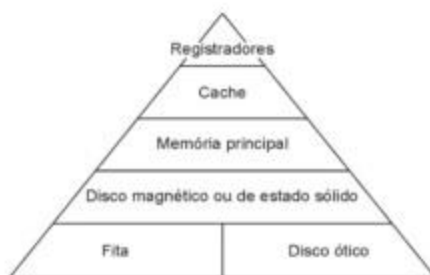 Registradores
Cache
Memória principal
Disco magnético ou de estado sólido
Fita
Disco ótico